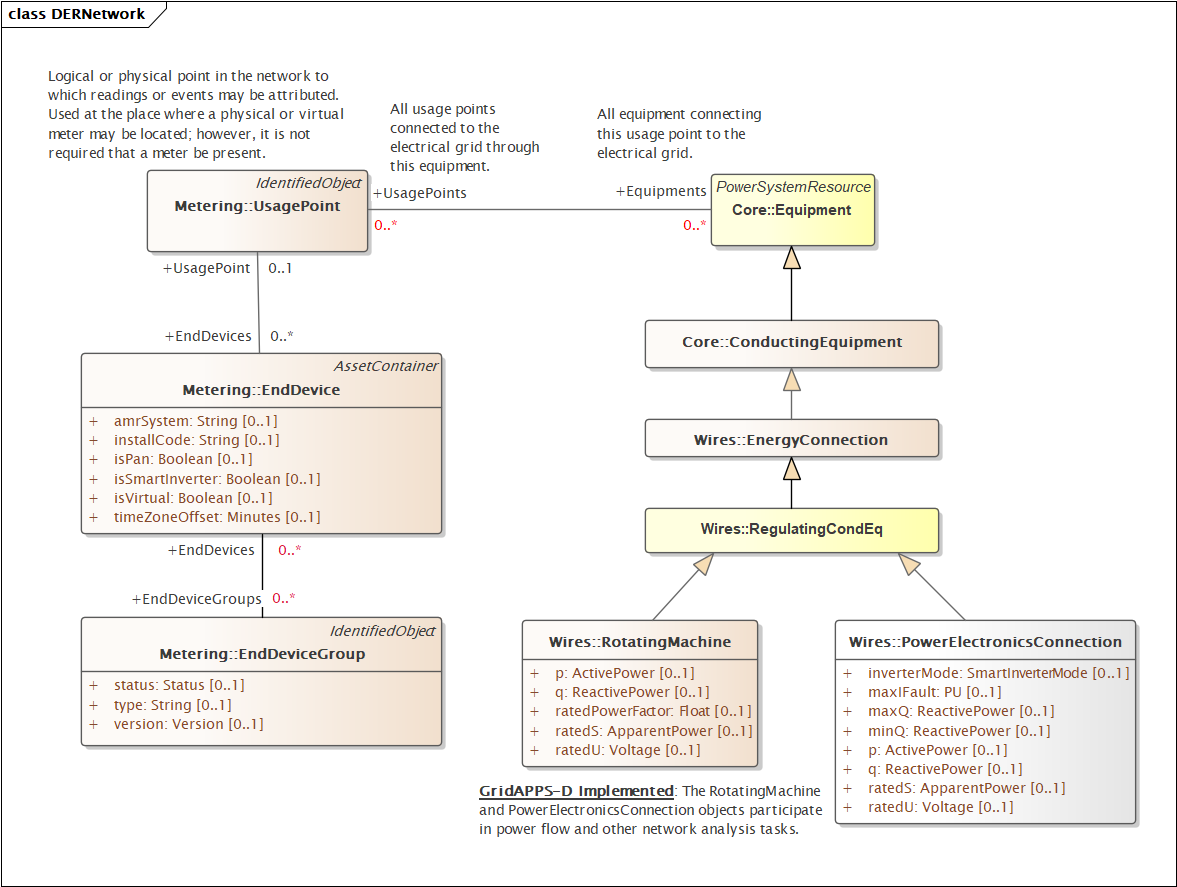 class DERNetwork
Logical or physical point in the network to
which readings or events may be attributed.
Used at the place where a physical or virtual
meter may be located; however, it is not
required that a meter be present.
All usage points
connected to the
electrical grid through
this equipment.
All equipment connecting
this usage point to the
electrical grid.
IdentifiedObject
Metering::UsagePoint
+UsagePoints
0..*
+Equipments
0..*
PowerSystemResource
Core::Equipment
+UsagePoint 0..1
+EndDevices 0..*
AssetContainer
Metering::EndDevice
+ amrSystem: String [0..1]
+ installCode: String [0..1]
+ isPan: Boolean [0..1]
+ isSmartInverter: Boolean [0..1]
+ isVirtual: Boolean [0..1]
+ timeZoneOffset: Minutes [0..1]
+EndDevices 0..*
+EndDeviceGroups 0..*
IdentifiedObject
Metering::EndDeviceGroup
+ status: Status [0..1]
+ type: String [0..1]
+ version: Version [0..1]
Core::ConductingEquipment
Wires::EnergyConnection
Wires::RegulatingCondEq
Wires::RotatingMachine
+ p: ActivePower [0..1]
+ q: ReactivePower [0..1]
+ ratedPowerFactor: Float [0..1]
+ ratedS: ApparentPower [0..1]
+ ratedU: Voltage [0..1]
Wires::PowerElectronicsConnection
+ inverterMode: SmartInverterMode [0..1]
+ maxIFault: PU [0..1]
+ maxQ: ReactivePower [0..1]
+ minQ: ReactivePower [0..1]
+ p: ActivePower [0..1]
+ q: ReactivePower [0..1]
+ ratedS: ApparentPower [0..1]
+ ratedU: Voltage [0..1]
GridAPPS-D Implemented: The RotatingMachine
and PowerElectronicsConnection objects participate
in power flow and other network analysis tasks.